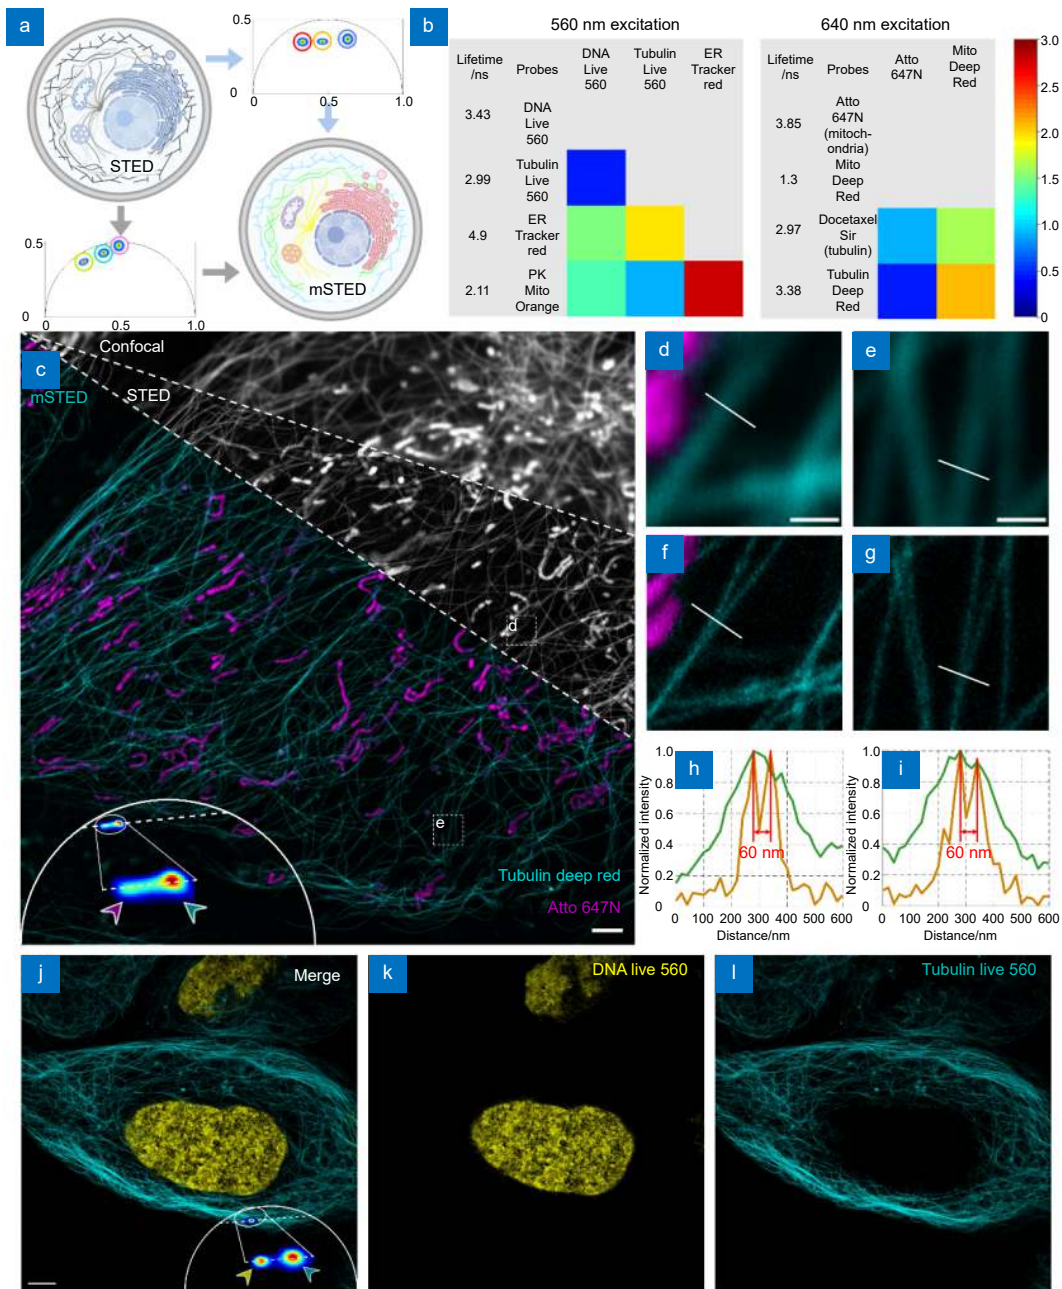 a
STED
0.5
0
0
0.5
1.0
0.5
0
0
0.5
1.0
mSTED
b
560 nm excitation
Lifetime
/ns
Probes
DNA
Live
560
Tubulin
Live
560
ER
Tracker
red
3.43
DNA
Live
560
2.99
Tubulin
Live
560
4.9
ER
Tracker
red
2.11
PK
Mito
Orange
640 nm excitation
Lifetime
/ns
Probes
Atto
647N
Mito
Deep
Red
3.85
Atto
647N
(mitoch-
ondria)
1.3
Mito
Deep
Red
2.97
Docetaxel
Sir
(tubulin)
3.38
Tubulin
Deep
Red
3.0
2.5
2.0
1.5
1.0
0.5
0
c
Confocal
STED
mSTED
d
e
Tubulin deep red
Atto 647N
d
e
f
g
h
Normalized intensity
1.0
0.8
0.6
0.4
0.2
0
60 nm
0 100 200 300 400 500 600
Distance/nm
i
Normalized intensity
1.0
0.8
0.6
0.4
0.2
0
60 nm
0 100 200 300 400 500 600
Distance/nm
j
Merge
k
DNA live 560
l
Tubulin live 560